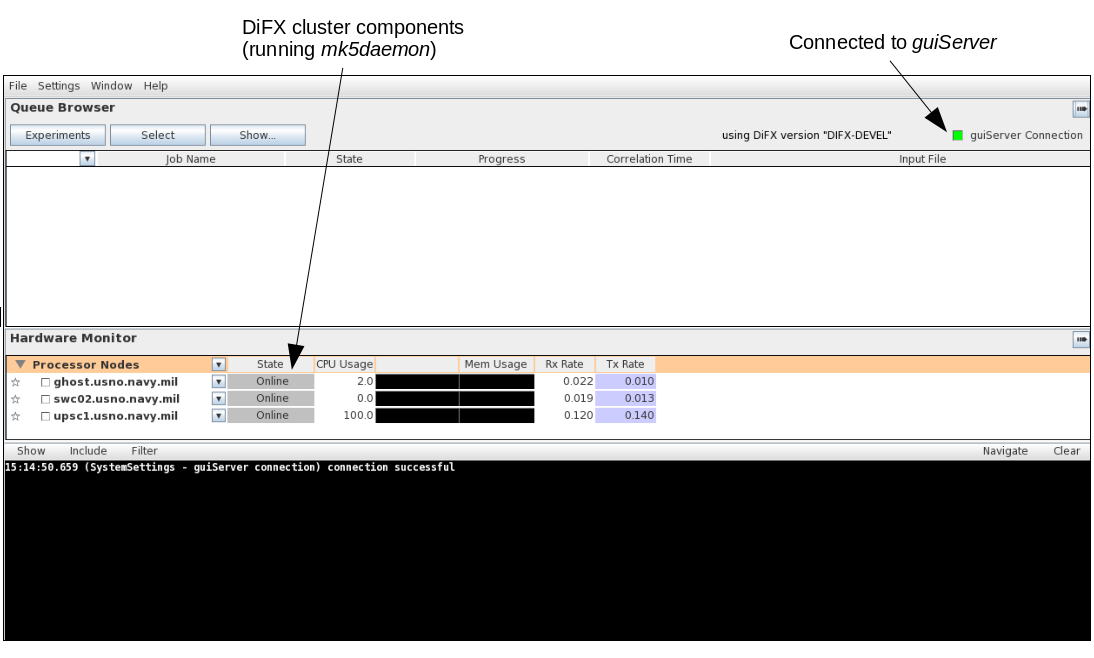 DiFX cluster components
(running mk5daemon)
Connected to guiServer
File Settings Window Help
Queue Browser
Experiments Select Show... using DiFX version "DIFX-DEVEL" guiServer Connection
Job Name State Progress Correlation Time Input File
Hardware Monitor
Processor Nodes State CPU Usage Mem Usage Rx Rate Tx Rate
ghost.usno.navy.mil Online 2.0 0.022 0.010
swc02.usno.navy.mil Online 0.0 0.019 0.013
upsc1.usno.navy.mil Online 100.0 0.120 0.140
Show Include Filter Navigate Clear
15:14:50.659 (SystemSettings - guiServer connection) connection successful